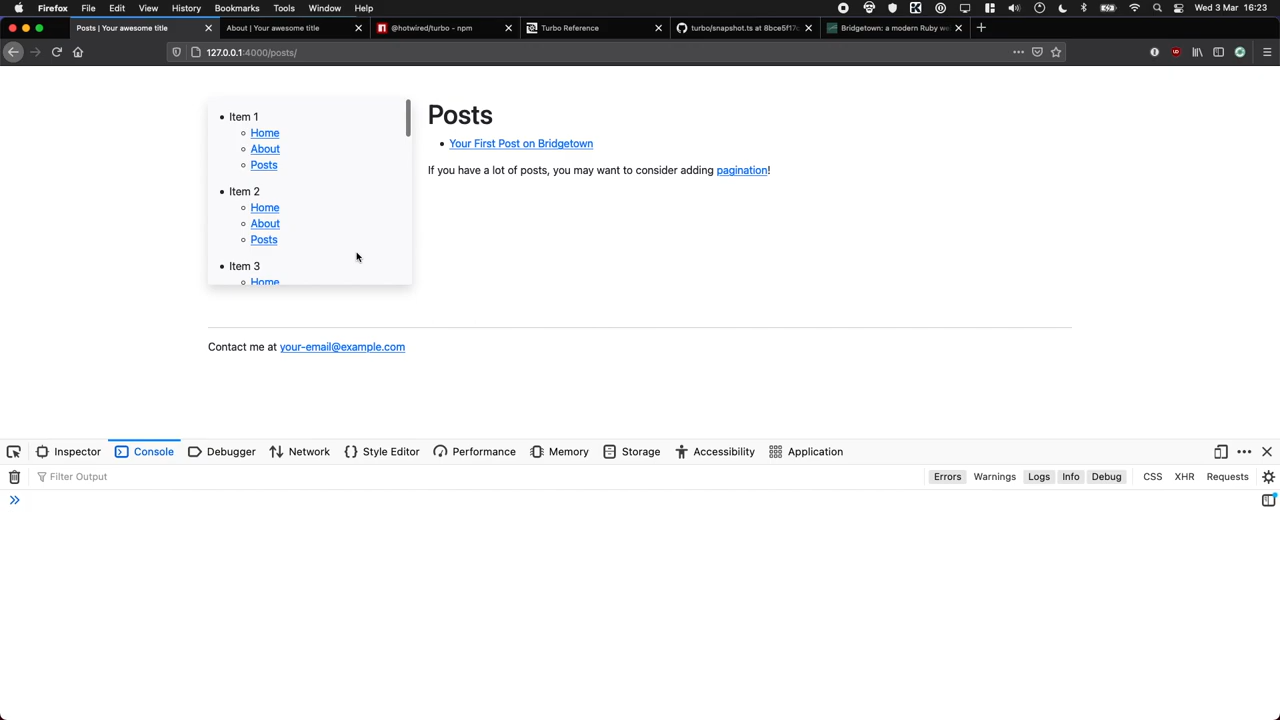 Firefox File Edit View History Bookmarks Tools Window Help Wed 3 Mar 16:23
Posts | Your awesome title About | Your awesome title @hotwired/turbo - npm Turbo Reference turbo/snapshot.ts at 8bce5f17 Bridgetown: a modern Ruby we
127.0.0.1:4000/posts/
Item 1
Home
About
Posts
Item 2
Home
About
Posts
Item 3
Home
Posts
Your First Post on Bridgetown
If you have a lot of posts, you may want to consider adding pagination!
Contact me at your-email@example.com
Inspector Console Debugger Network Style Editor Performance Memory Storage Accessibility Application
Filter Output Errors Warnings Logs Info Debug CSS XHR Requests